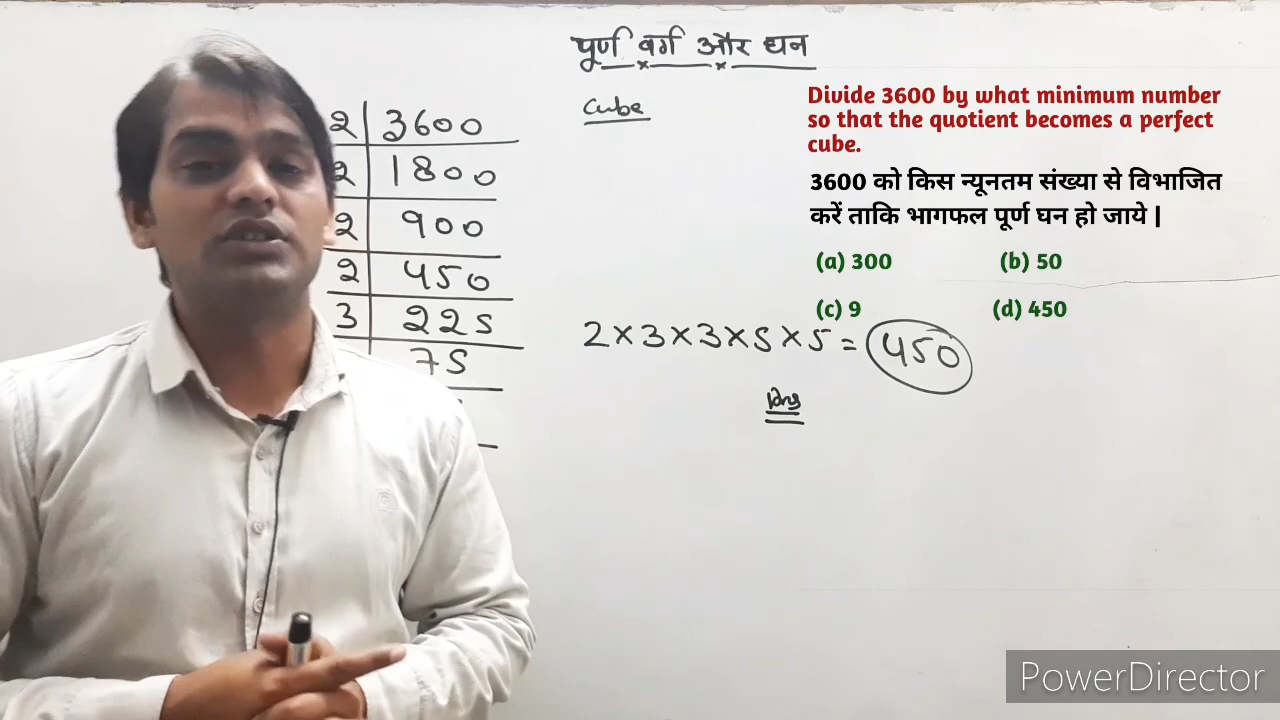 पूर्ण वर्ग और घन
Cube
2 3600
2 1800
2 900
2 450
3 225
75
Divide 3600 by what minimum number
so that the quotient becomes a perfect
cube.
3600 को किस न्यूनतम संख्या से विभाजित
करें ताकि भागफल पूर्ण घन हो जाये |
(a) 300 (b) 50
(c) 9 (d) 450
2×3×3×5×5 = 450
Ans
PowerDirector